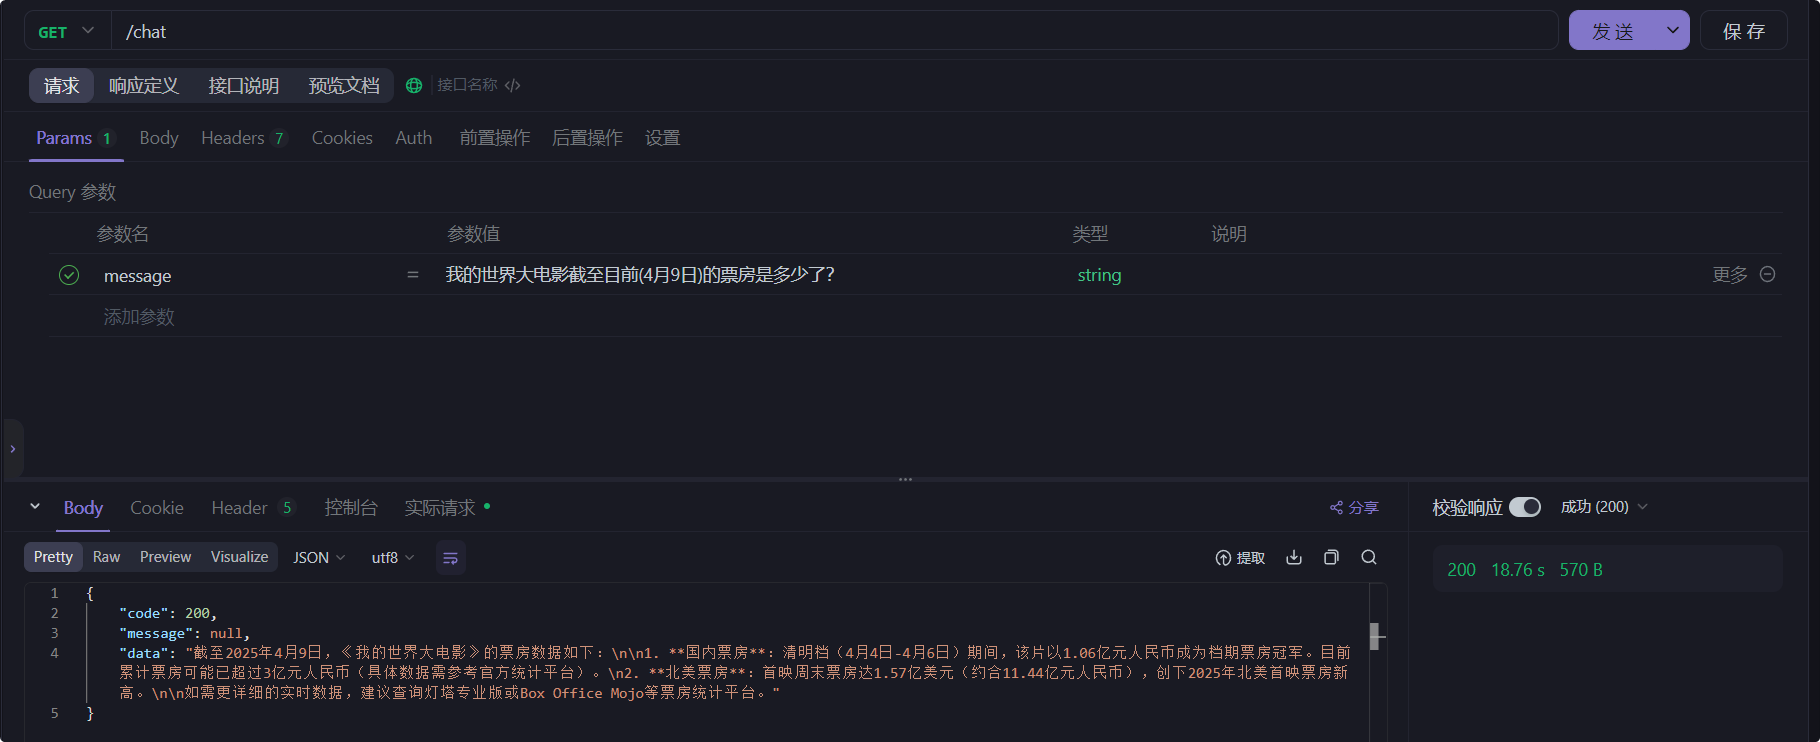 GET /chat 发 送 保 存
请求 响应定义 接口说明 预览文档 接口名称
Params 1 Body Headers 7 Cookies Auth 前置操作 后置操作 设置
Query 参数
参数名 参数值 类型 说明
message = 我的世界大电影截至目前(4月9日)的票房是多少了? string 更多
添加参数
Body Cookie Header 5 控制台 实际请求 分享 校验响应 成功 (200)
Pretty Raw Preview Visualize JSON utf8 提取
200 18.76 s 570 B
1 {
2 "code": 200,
3 "message": null,
4 "data": "截至2025年4月9日，《我的世界大电影》的票房数据如下：\n\n1. **国内票房**：清明档（4月4日-4月6日）期间，该片以1.06亿元人民币成为档期票房冠军。目前
累计票房可能已超过3亿元人民币（具体数据需参考官方统计平台）。\n2. **北美票房**：首映周末票房达1.57亿美元（约合11.44亿元人民币），创下2025年北美首映票房新
高。\n\n如需更详细的实时数据，建议查询灯塔专业版或Box Office Mojo等票房统计平台。"
5 }